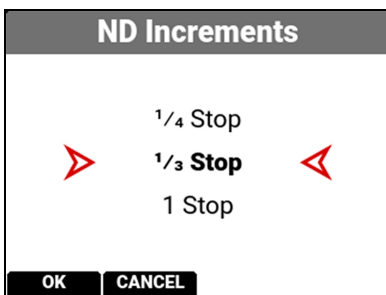 ND Increments
¹⁄₄ Stop
¹⁄₃ Stop
1 Stop
OK CANCEL